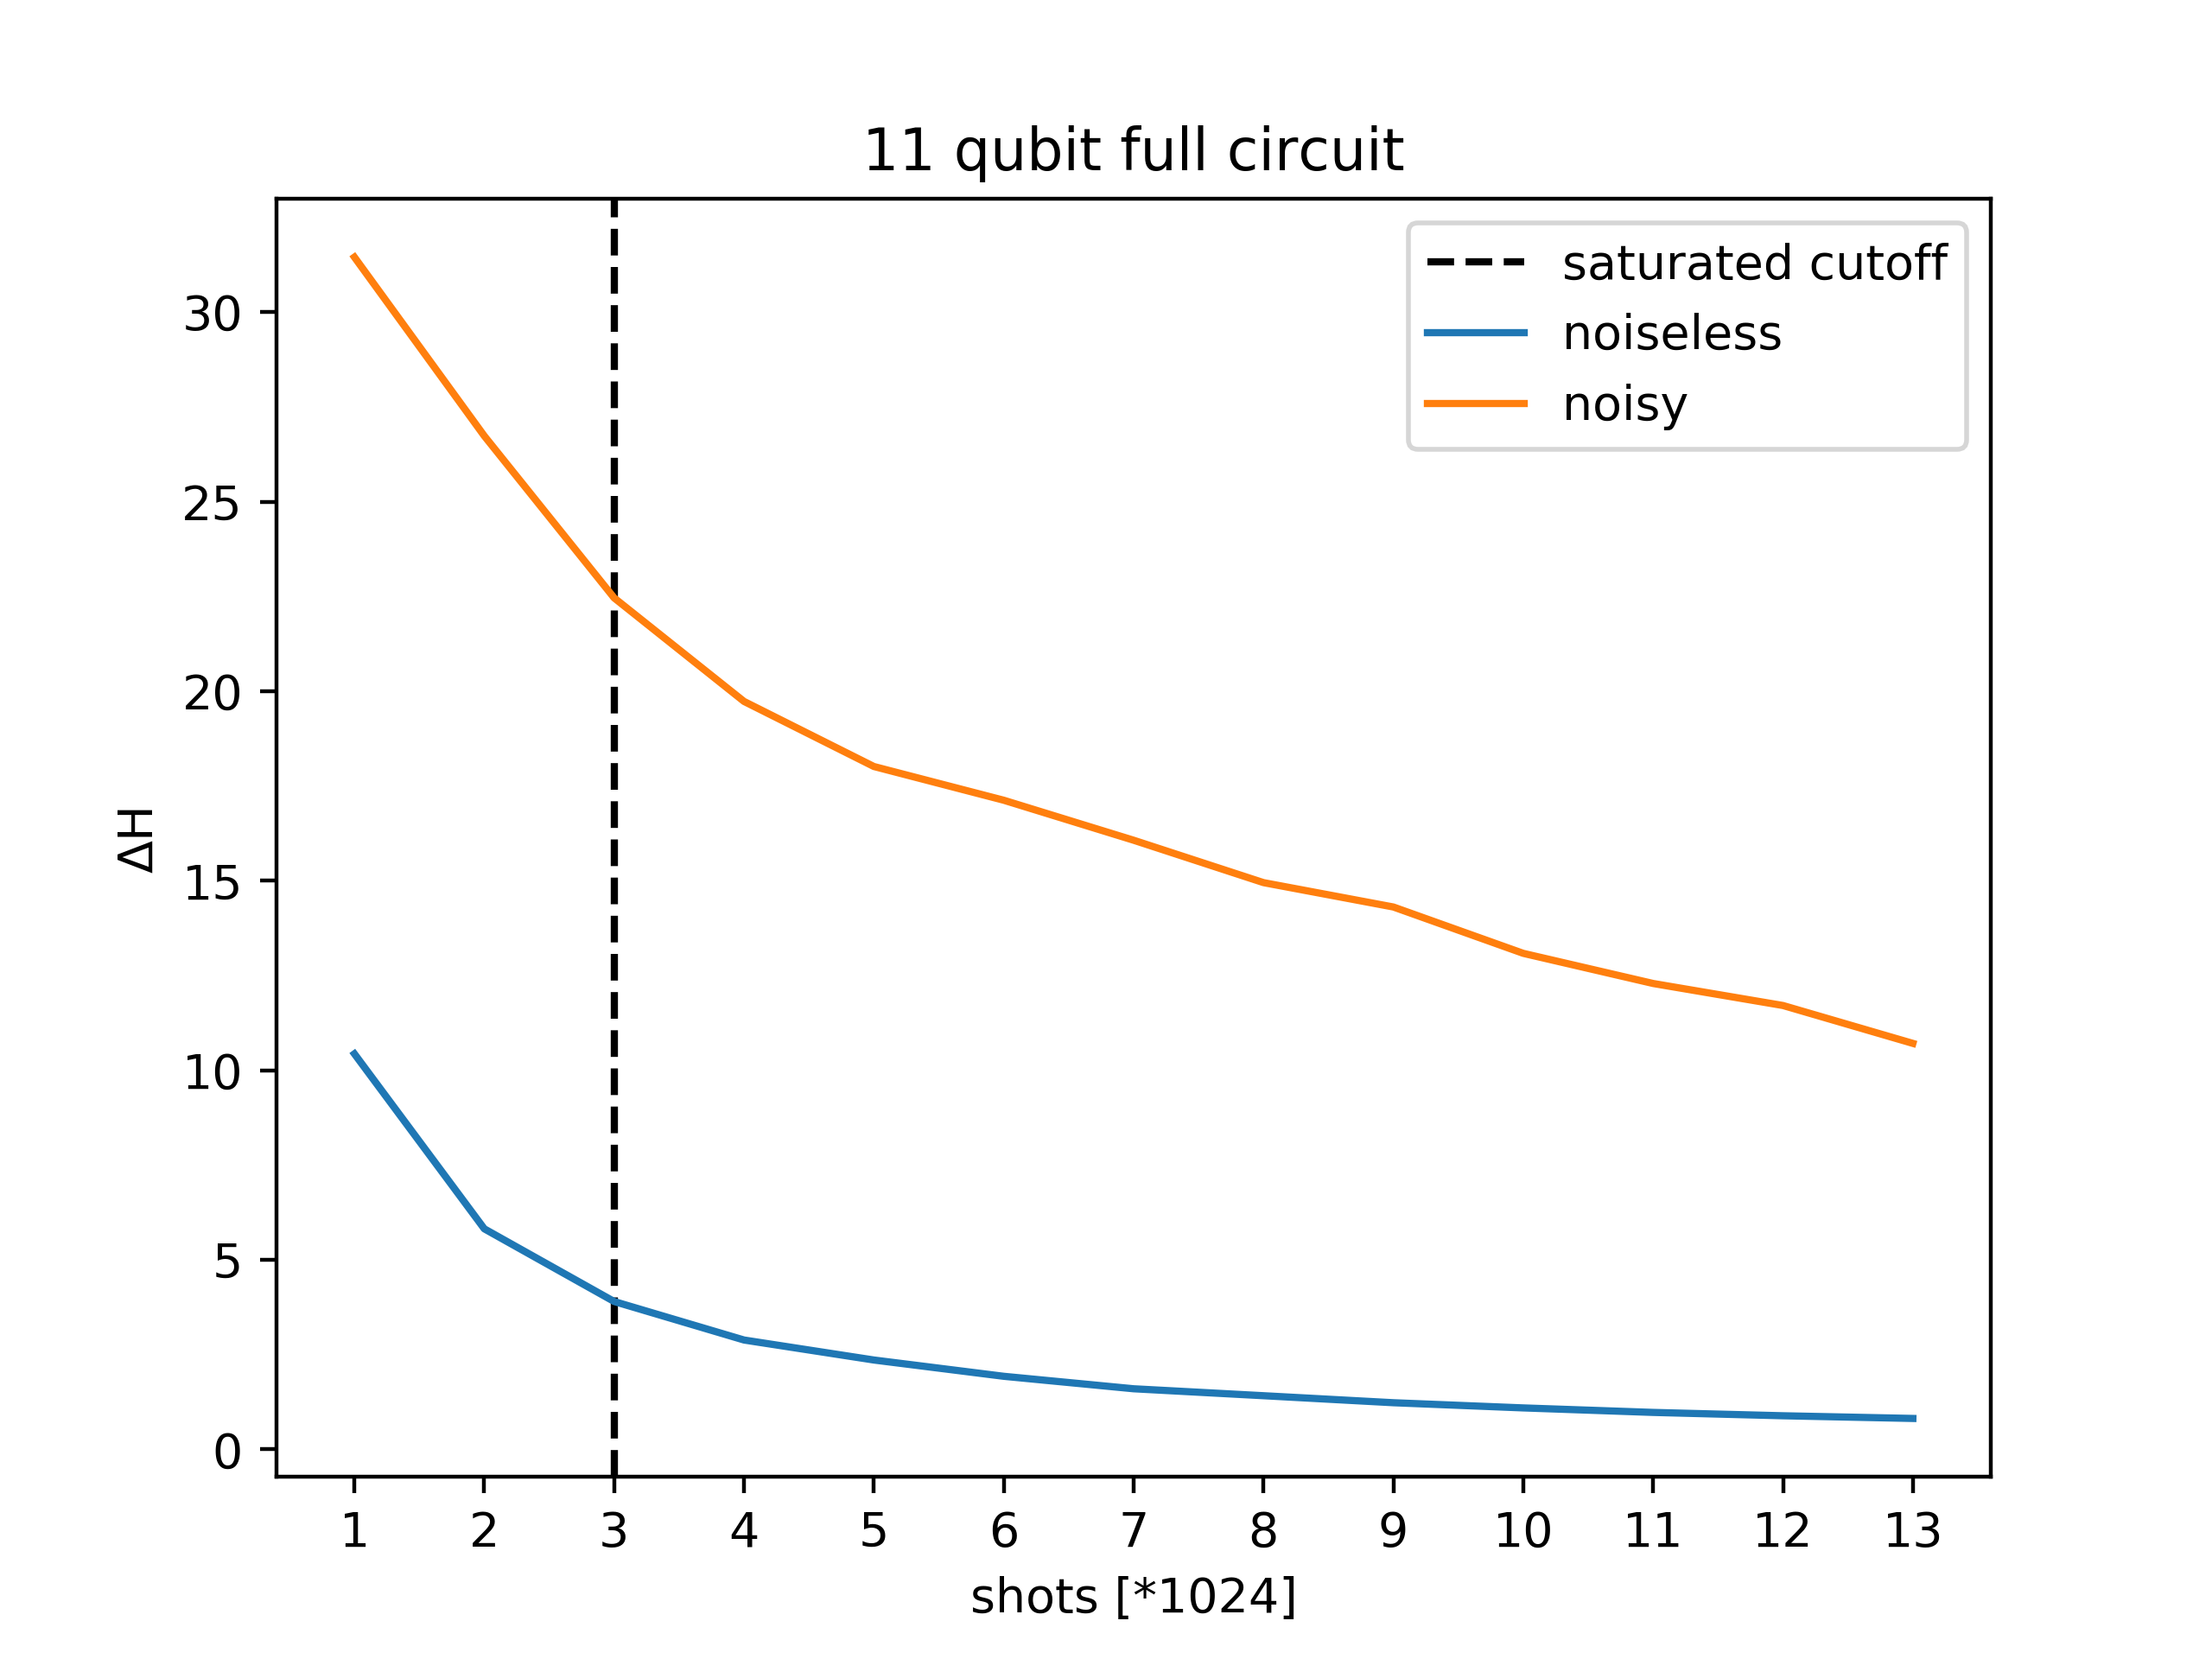 11 qubit full circuit
saturated cutoff
noiseless
noisy
ΔH
30
25
20
15
10
5
0
1 2 3 4 5 6 7 8 9 10 11 12 13
shots [*1024]